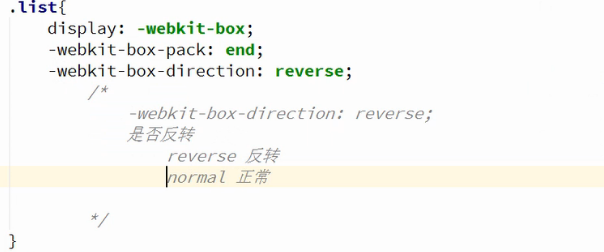 .list{
display: -webkit-box;
-webkit-box-pack: end;
-webkit-box-direction: reverse;
/*
-webkit-box-direction: reverse;
是否反转
reverse 反转
normal 正常
*/
}